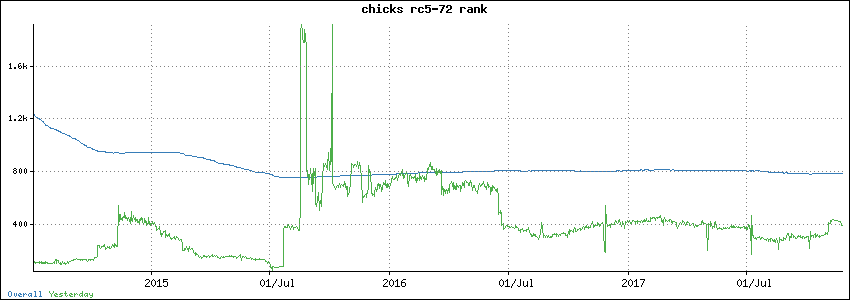 chicks rc5-72 rank
1.6k
1.2k
800
400
2015 01/Jul 2016 01/Jul 2017 01/Jul
Overall Yesterday